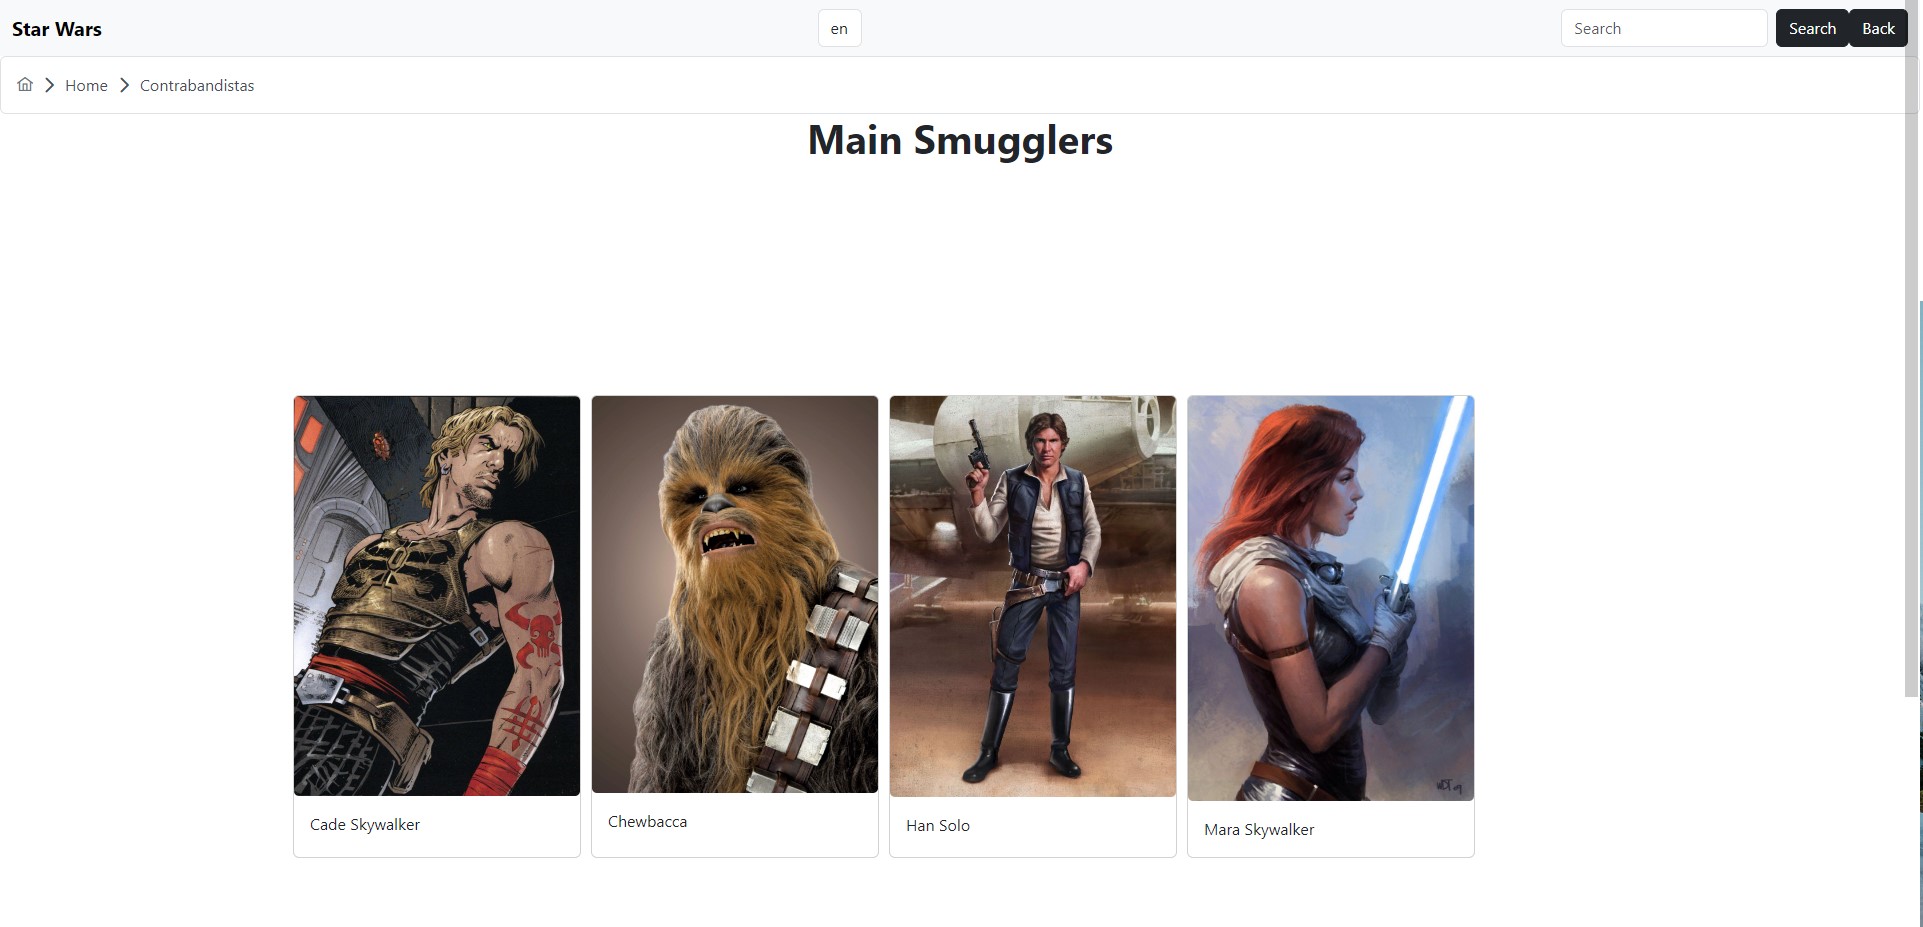 Star Wars
en
Search
Search
Back
Home
Contrabandistas
Main Smugglers
Cade Skywalker
Chewbacca
Han Solo
Mara Skywalker